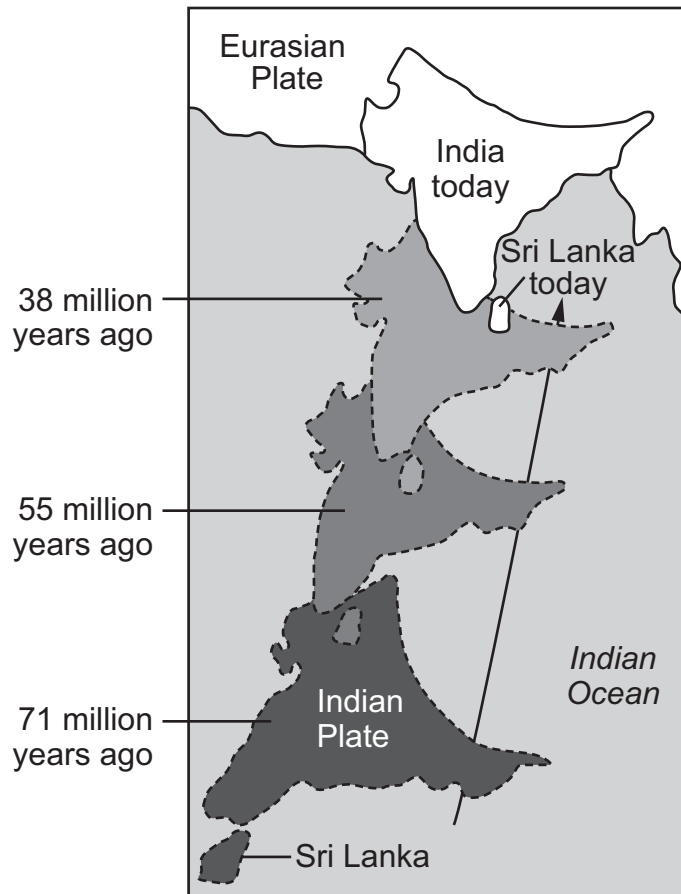 Eurasian
Plate
India
today
Sri Lanka
today
38 million
years ago
55 million
years ago
Indian
Ocean
71 million
years ago
Indian
Plate
Sri Lanka